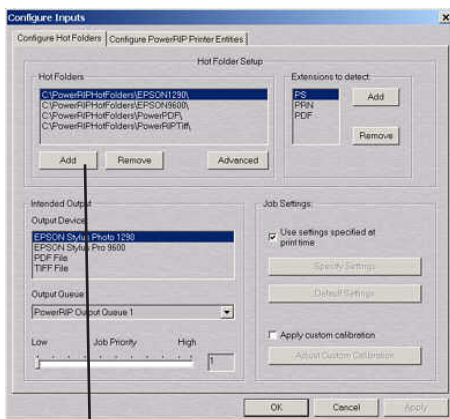 Configure Inputs
Configure Hot Folders
Configure PowerRIP Printer Entities
Hot Folder Setup
Hot Folders
C:\PowerRIPHotFolders\EPSON1290\
C:\PowerRIPHotFolders\EPSON9600\
C:\PowerRIPHotFolders\PowerPDF\
C:\PowerRIPHotFolders\PowerRIPTiff\
Add
Remove
Advanced
Extensions to detect:
PS
PRN
PDF
Add
Remove
Intended Output
Output Device:
EPSON Stylus Photo 1290
EPSON Stylus Pro 9600
PDF File
TIFF File
Output Queue:
PowerRIP Output Queue 1
Low
Job Priority
High
1
Job Settings:
Use settings specified at
print time
Specify Settings
Default Settings
Apply custom calibration
Adjust Custom Calibration
OK
Cancel
Apply